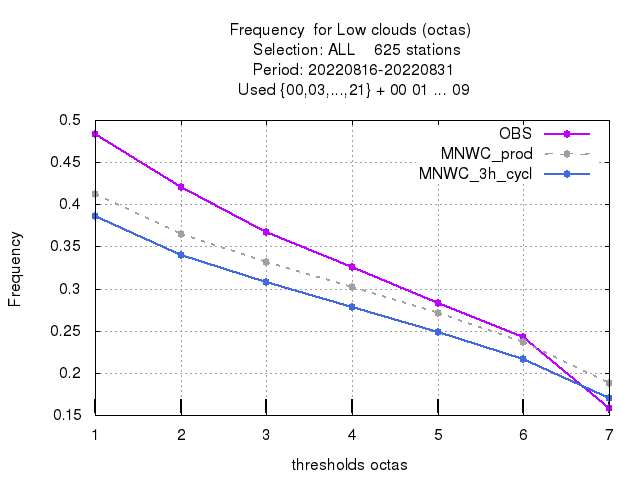 Frequency  for Low clouds (octas)
Selection: ALL    625 stations
Period: 20220816-20220831
Used {00,03,...,21} + 00 01 ... 09
0.5
0.45
0.4
0.35
0.3
0.25
0.2
0.15
Frequency
OBS
MNWC_prod
MNWC_3h_cycl
1 2 3 4 5 6 7
thresholds octas